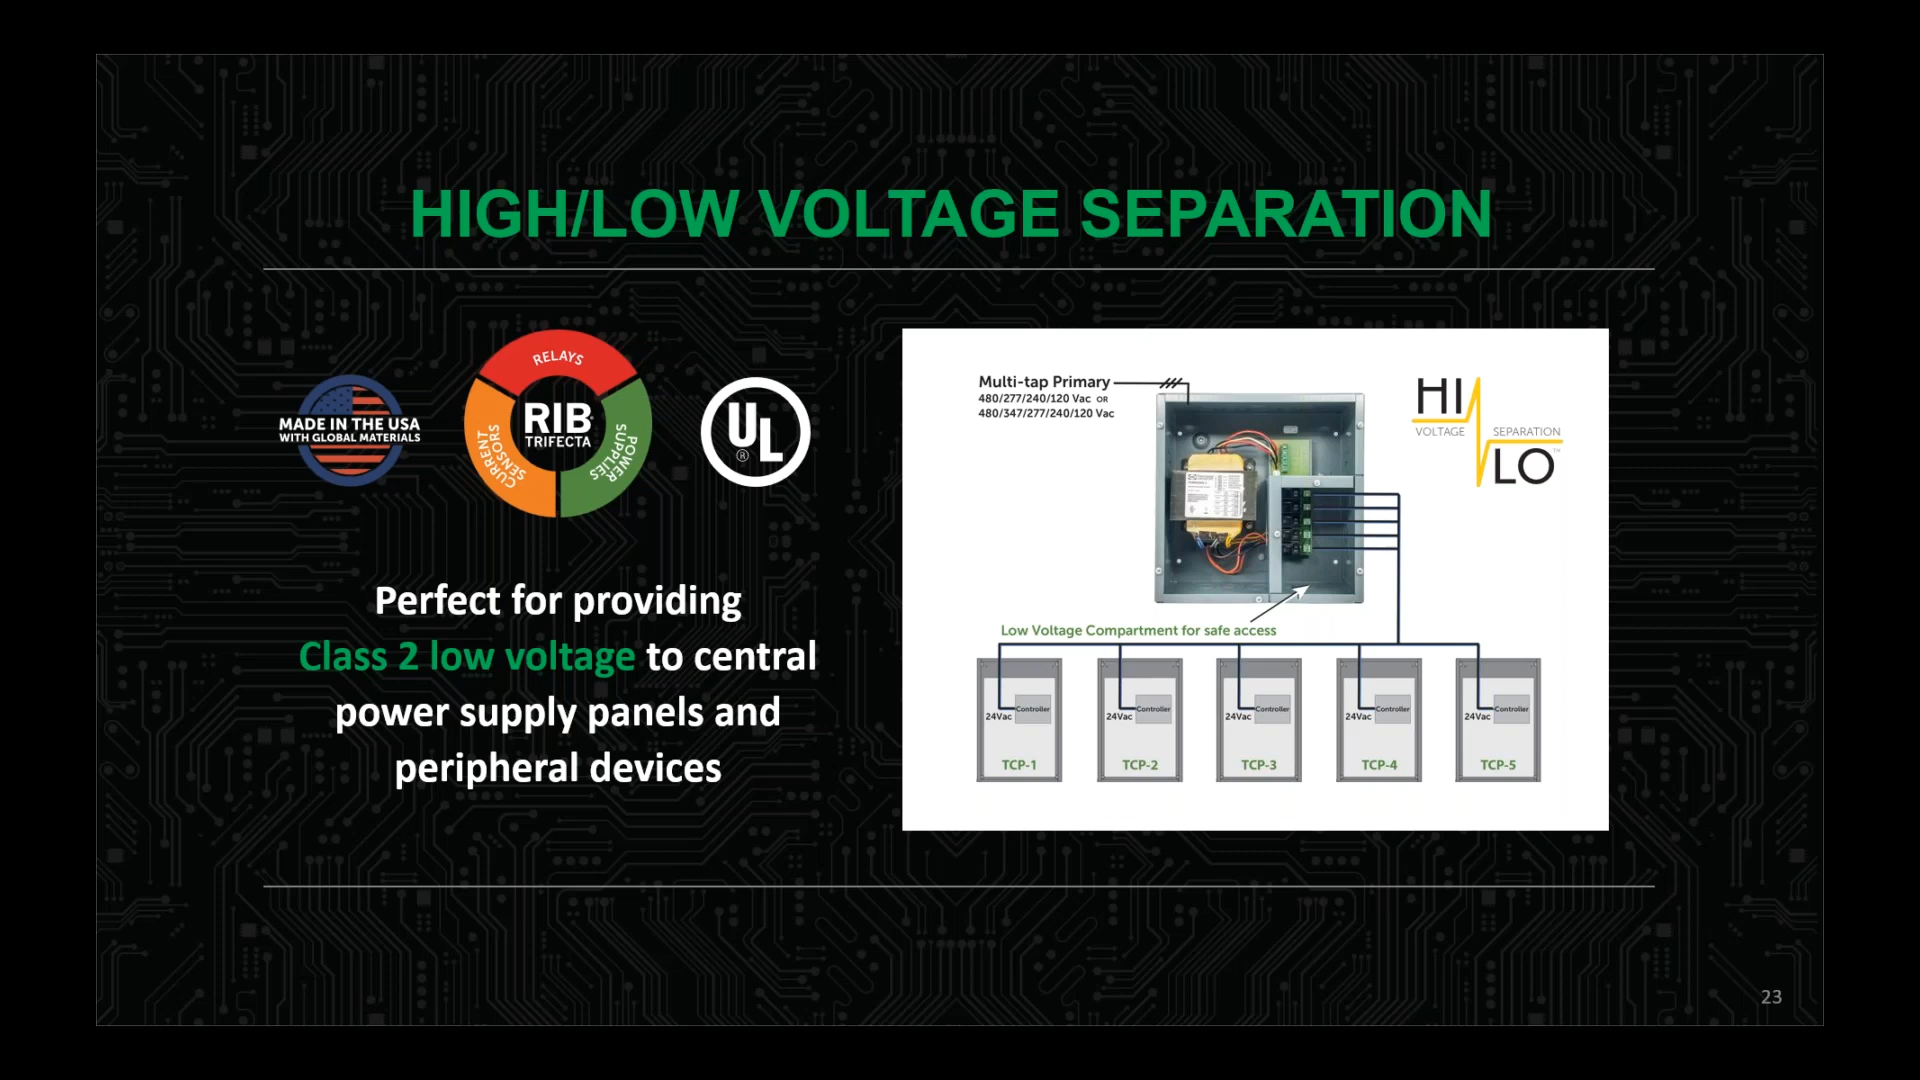 HIGH/LOW VOLTAGE SEPARATION
MADE IN THE USA
WITH GLOBAL MATERIALS
RELAYS
RIB
TRIFECTA
CURRENT
SENSORS
POWER
SUPPLIES
UL
®
Perfect for providing
Class 2 low voltage to central
power supply panels and
peripheral devices
Multi-tap Primary
480/277/240/120 Vac OR
480/347/277/240/120 Vac
HI
VOLTAGE SEPARATION
LO
Low Voltage Compartment for safe access
Controller Controller Controller Controller Controller
24Vac 24Vac 24Vac 24Vac 24Vac
TCP-1 TCP-2 TCP-3 TCP-4 TCP-5
23